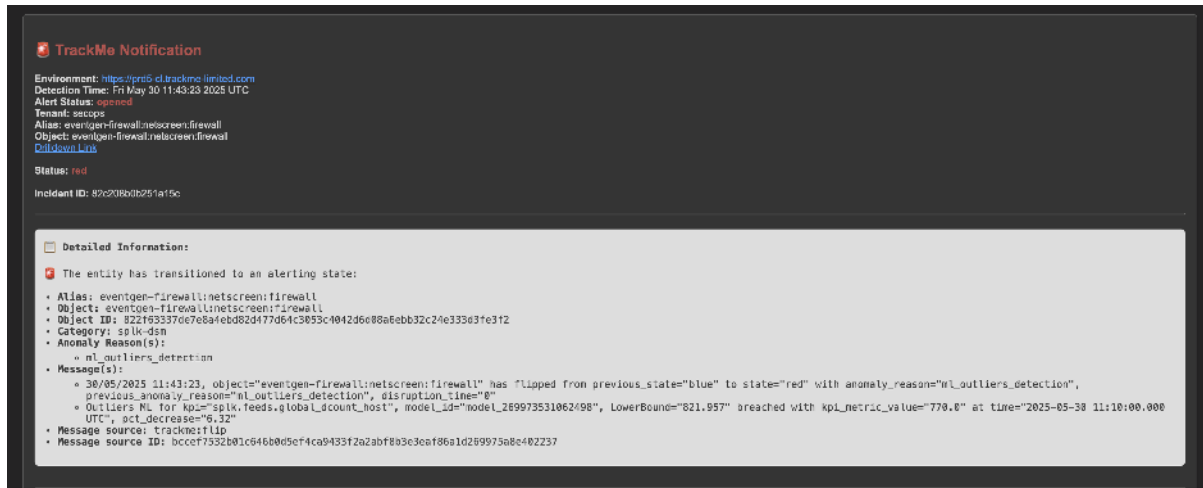 TrackMe Notification
Environment: https://prd5-cl.trackme-limited.com
Detection Time: Fri May 30 11:43:23 2025 UTC
Alert Status: opened
Tenant: secops
Alias: eventgen-firewall:netscreen:firewall
Object: eventgen-firewall:netscreen:firewall
Drilldown Link
Status: red
Incident ID: 82c208b0b251a15c
Detailed Information:
The entity has transitioned to an alerting state:
• Alias: eventgen-firewall:netscreen:firewall
• Object: eventgen-firewall:netscreen:firewall
• Object ID:
• Category: splk-dsm
• Anomaly Reason(s):
◦ ml_outliers_detection
• Message(s):
◦ 30/05/2025 11:43:23, object="eventgen-firewall:netscreen:firewall" has flipped from previous_state="blue" to state="red" with anomaly_reason="ml_outliers_detection",
previous_anomaly_reason="ml_outliers_detection", disruption_time="0"
◦ Outliers ML for kpi="splk.feeds.global_dcount_host", model_id="model_269973531062498", LowerBound="821.957" breached with kpi_metric_value="770.0" at time="2025-05-30 11:10:00.000
UTC", pct_decrease="6.32"
• Message source: trackme:flip
• Message source ID: